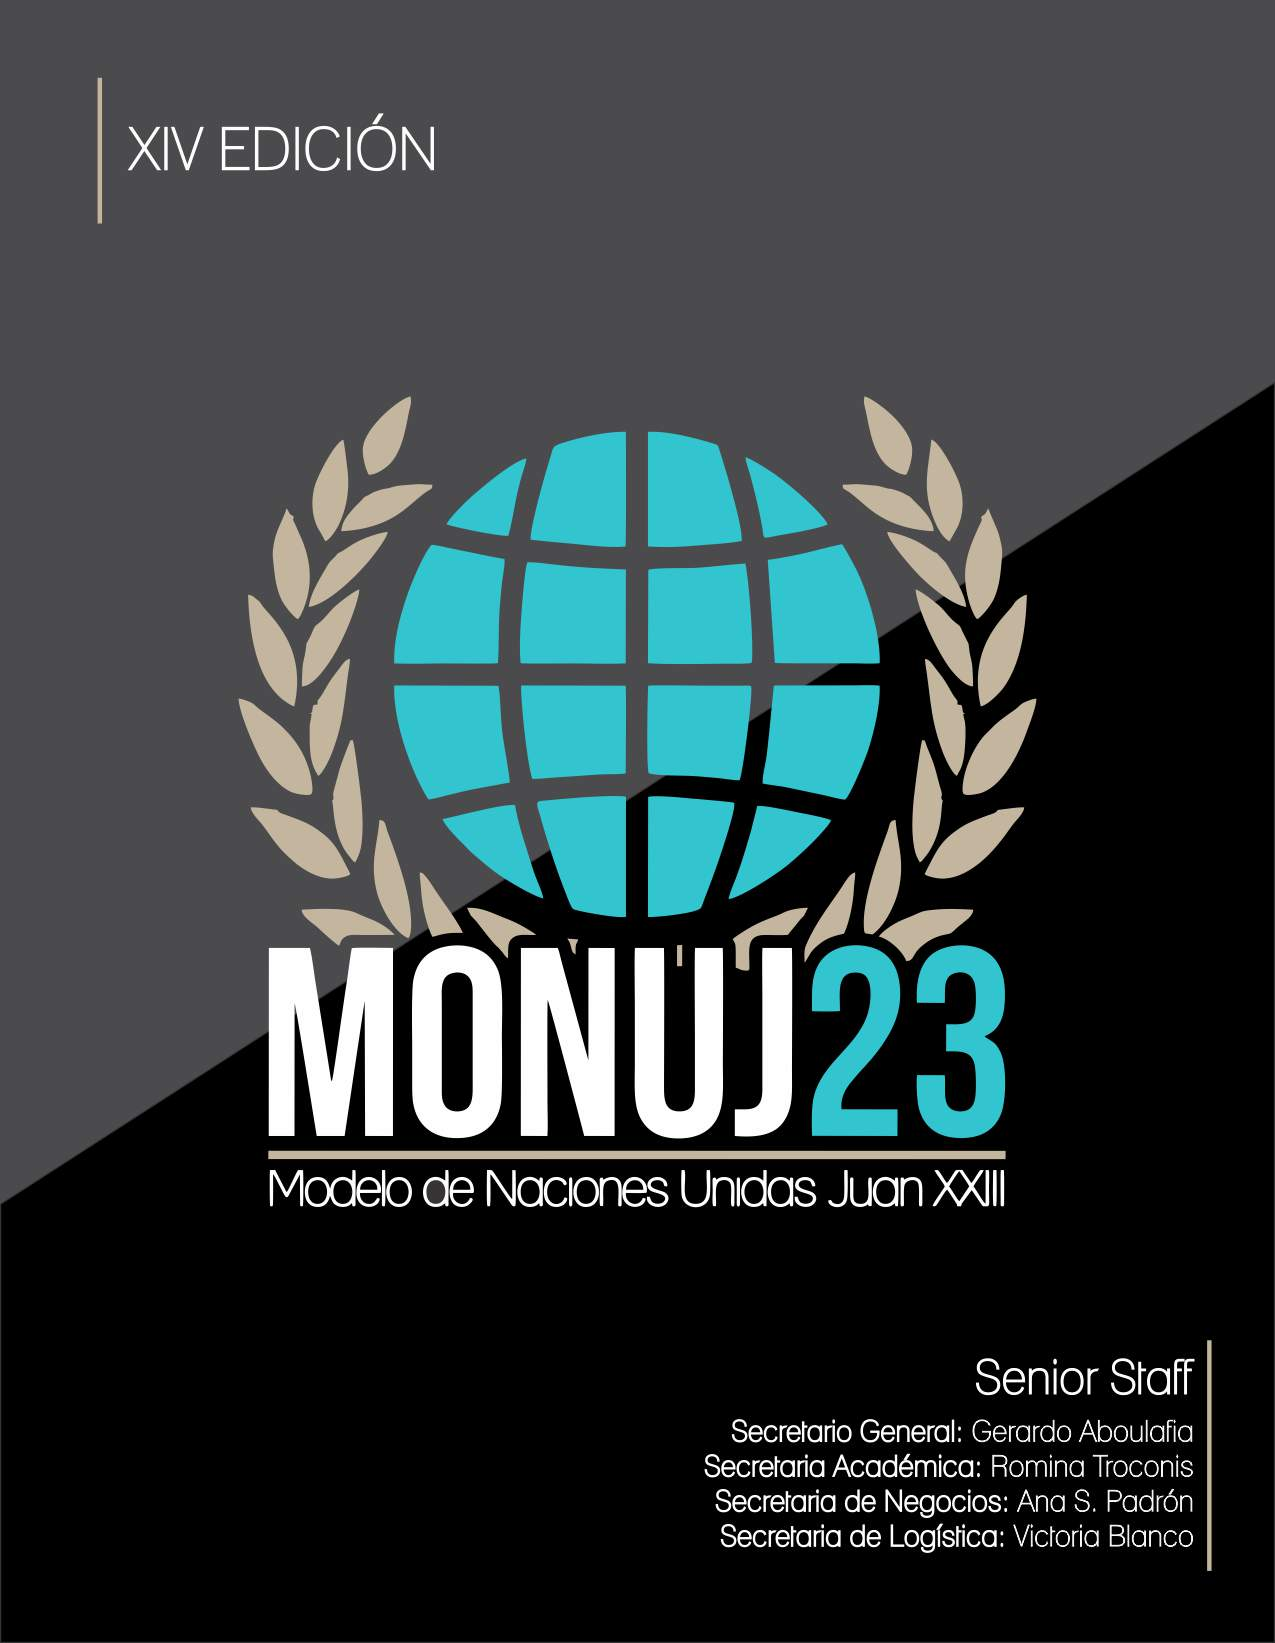 XIV EDICIÓN
MONUJ23
Modelo de Naciones Unidas Juan XXIII
Senior Staff
Secretario General: Gerardo Aboulafia
Secretaria Académica: Romina Troconis
Secretaria de Negocios: Ana S. Padrón
Secretaria de Logística: Victoria Blanco